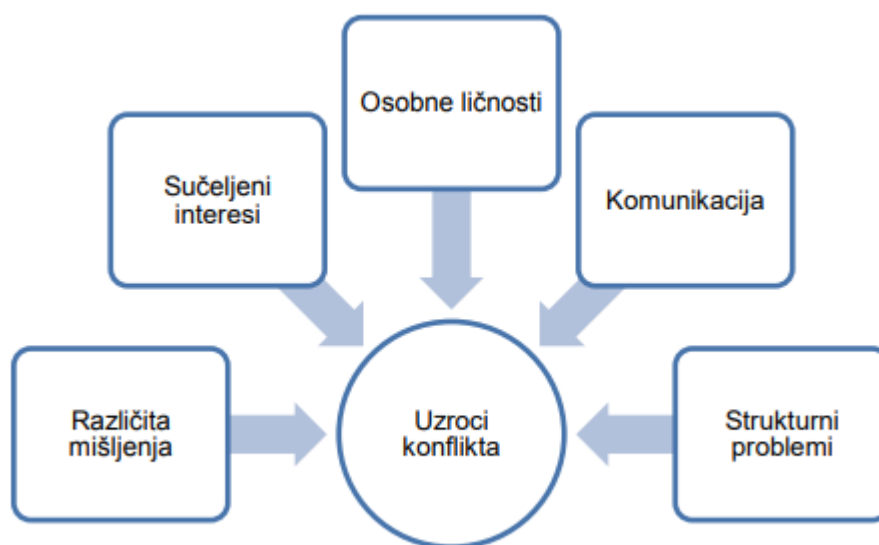 Osobne ličnosti
Sučeljeni
interesi
Komunikacija
Različita
mišljenja
Uzroci
konflikta
Strukturni
problemi